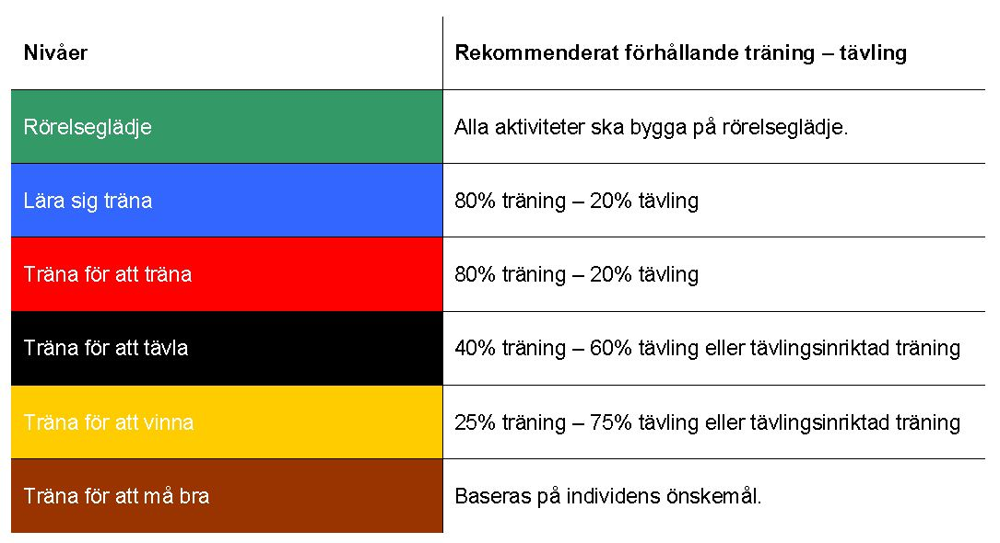 Nivåer
Rekommenderat förhållande träning – tävling
Rörelseglädje
Alla aktiviteter ska bygga på rörelseglädje.
Lära sig träna
80% träning – 20% tävling
Träna för att träna
80% träning – 20% tävling
Träna för att tävla
40% träning – 60% tävling eller tävlingsinriktad träning
Träna för att vinna
25% träning – 75% tävling eller tävlingsinriktad träning
Träna för att må bra
Baseras på individens önskemål.